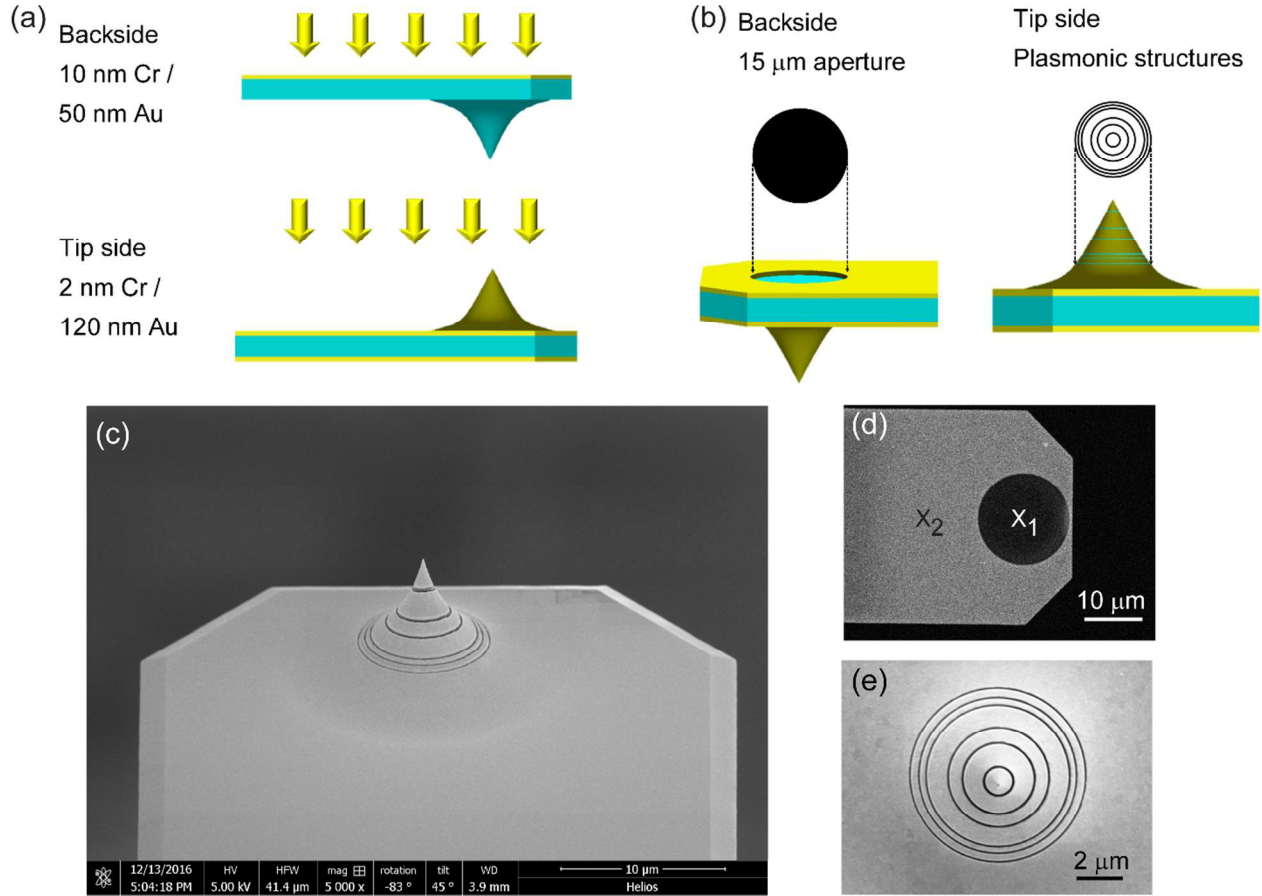 (a)
Backside
10 nm Cr /
50 nm Au
Tip side
2 nm Cr /
120 nm Au
(b)
Backside
15 μm aperture
Tip side
Plasmonic structures
(c)
12/13/2016
5:04:18 PM
HV
5.00 kV
HFW
41.4 μm
mag
5 000 x
rotation
-83 °
tilt
45 °
WD
3.9 mm
10 μm
Helios
(d)
X2
X1
10 μm
(e)
2 μm